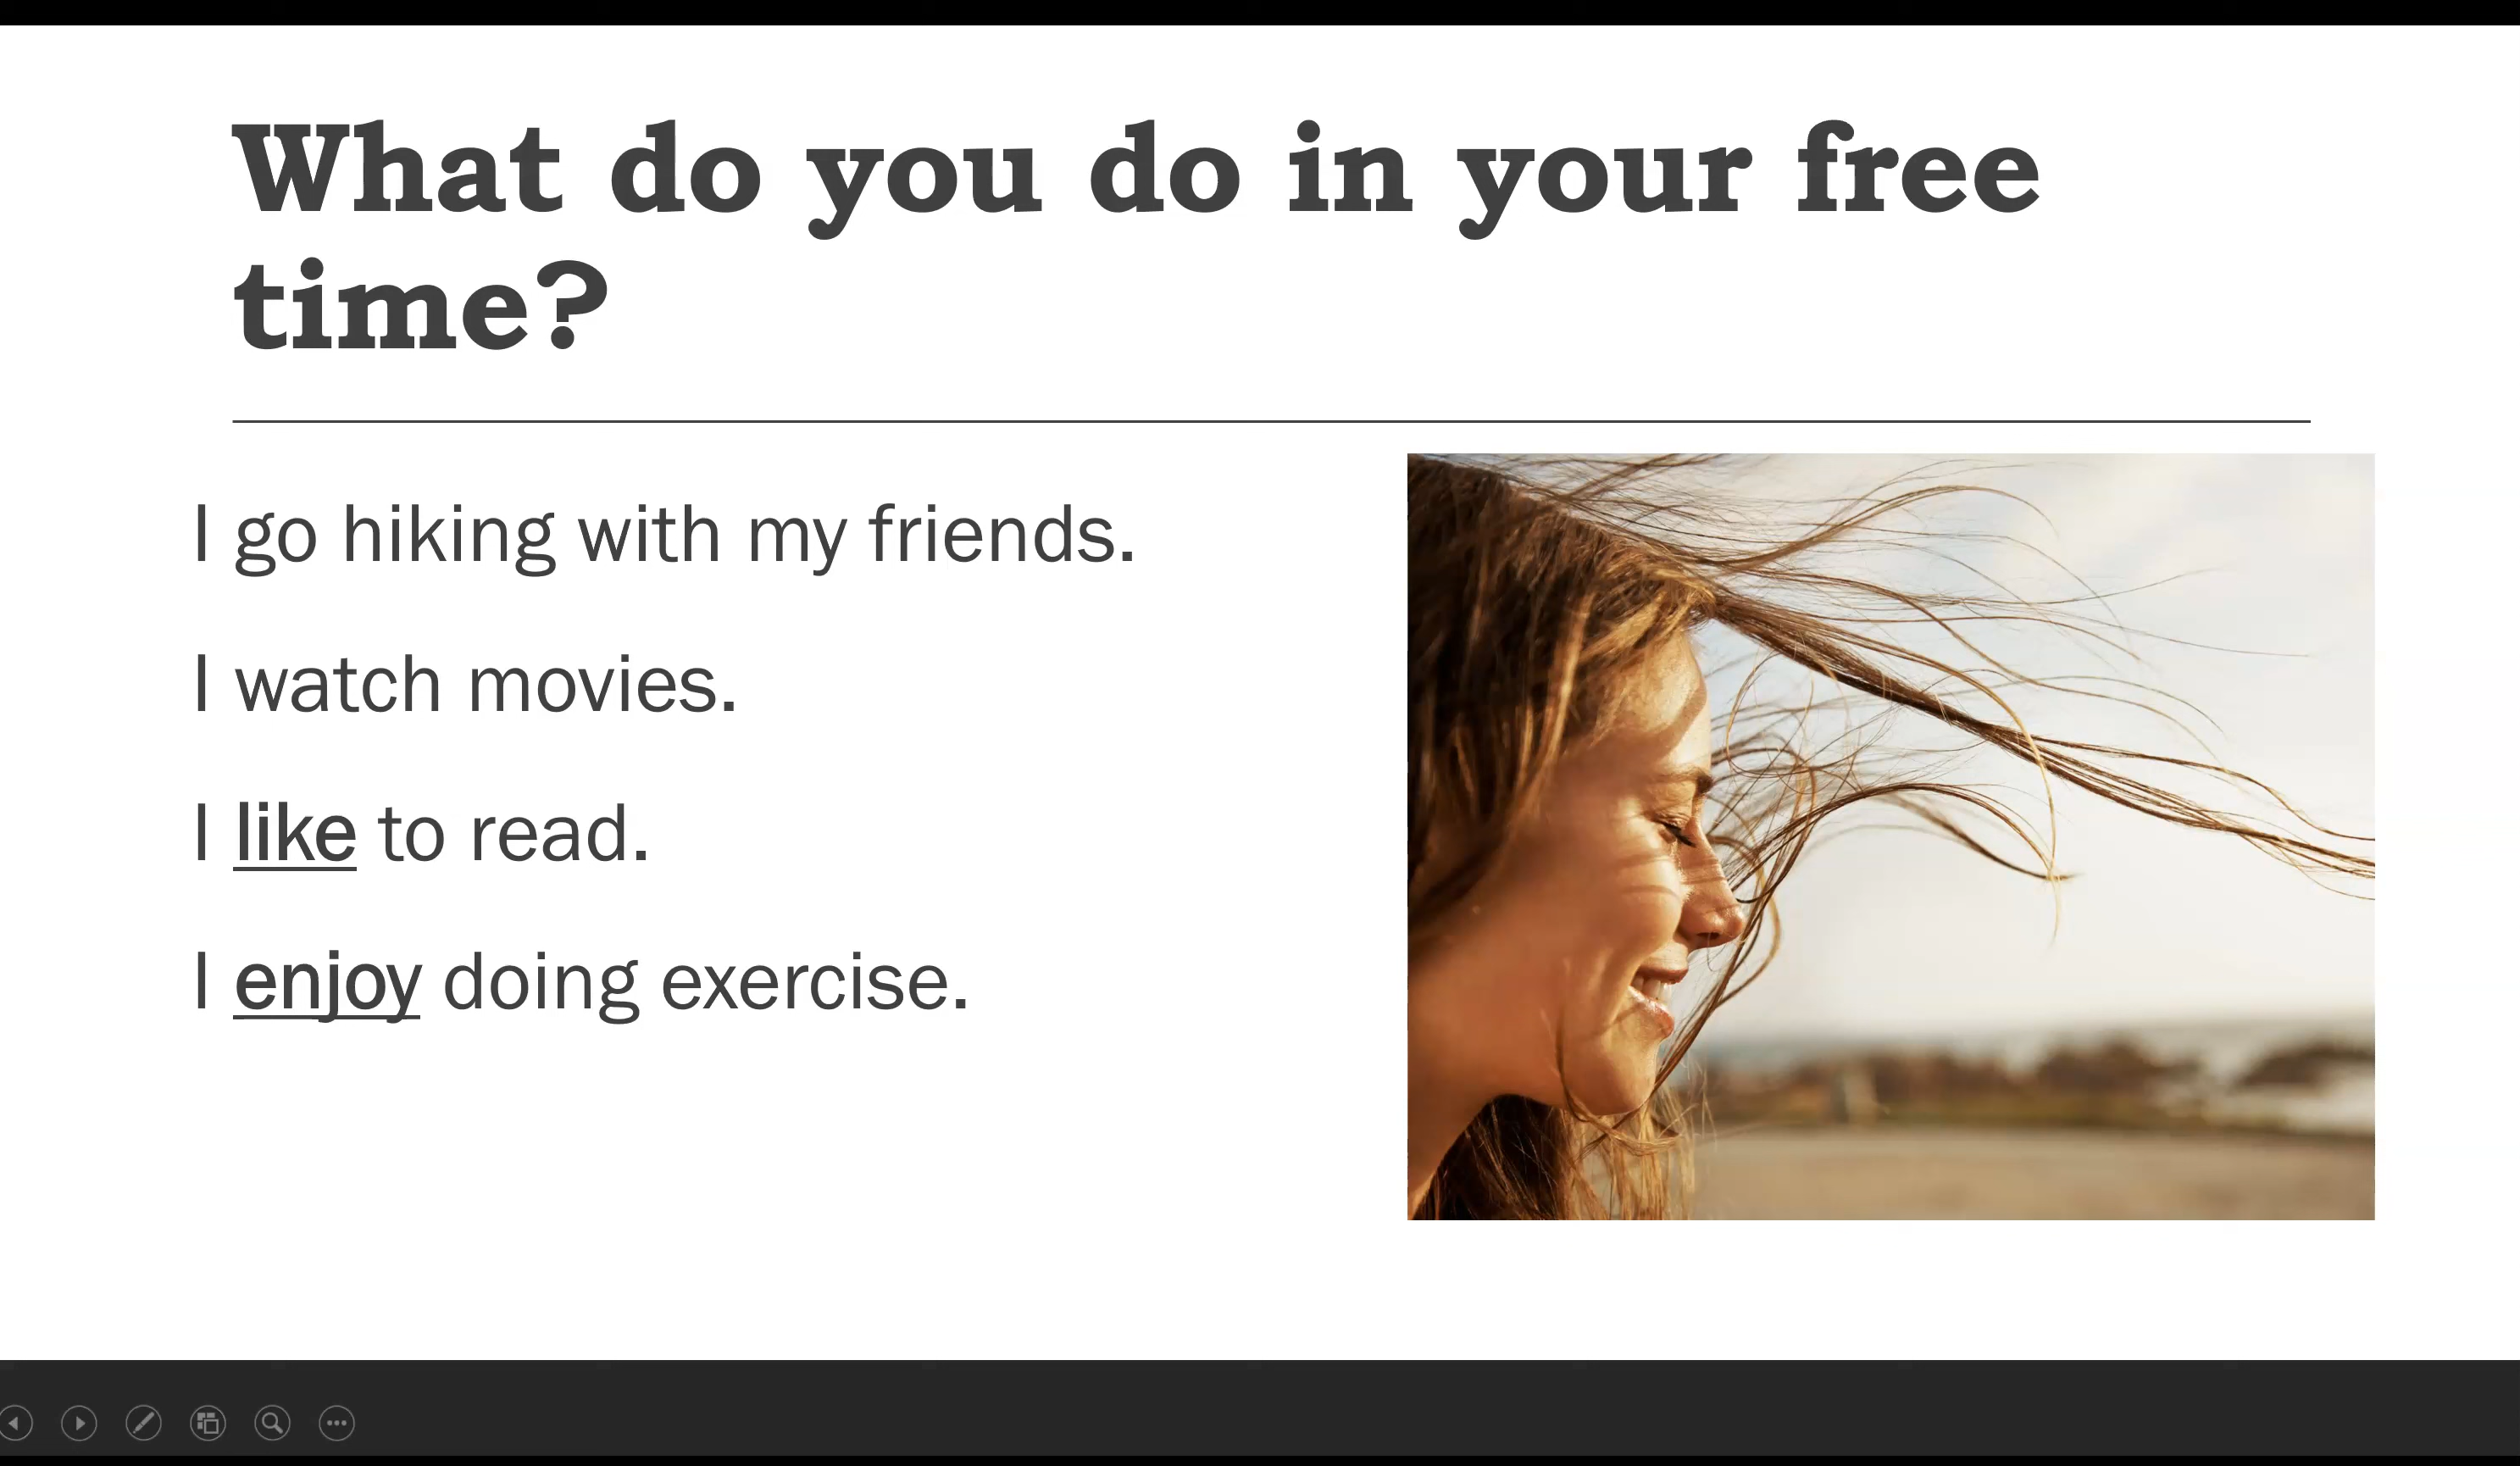 What do you do in your free
time?
I go hiking with my friends.
I watch movies.
I like to read.
I enjoy doing exercise.